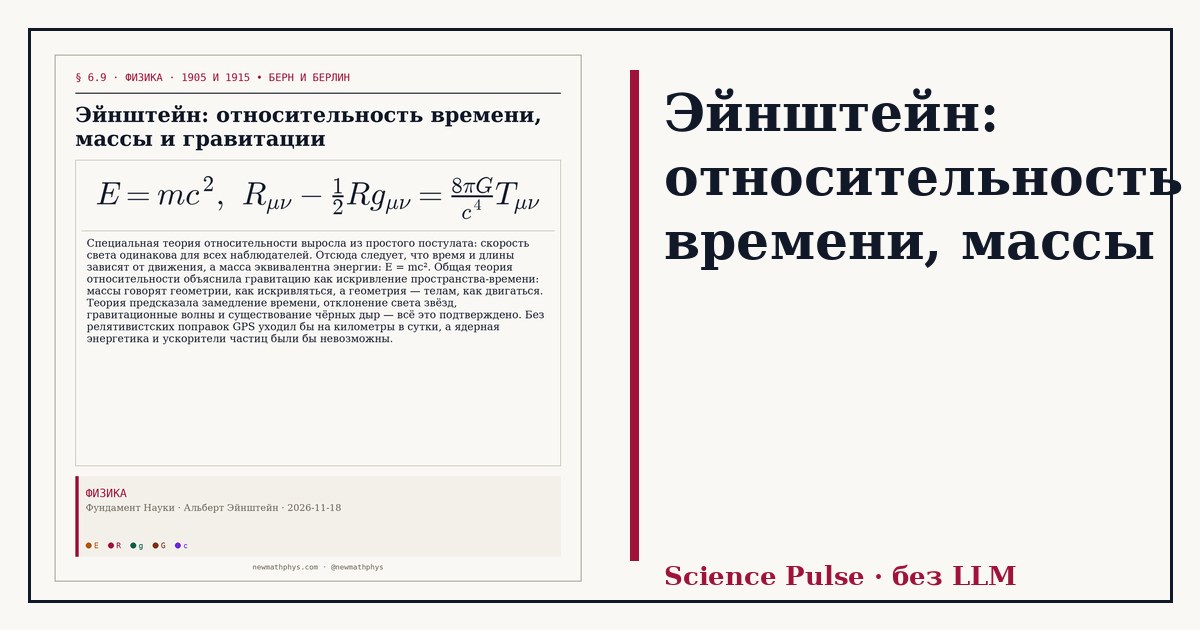 § 6.9 · ФИЗИКА · 1905 И 1915 • БЕРН И БЕРЛИН
Эйнштейн: относительность времени,
массы и гравитации
E = mc², Rμν − 1/2 Rgμν = 8πG/c⁴ Tμν
Специальная теория относительности выросла из простого постулата: скорость
света одинакова для всех наблюдателей. Отсюда следует, что время и длины
зависят от движения, а масса эквивалентна энергии: E = mc². Общая теория
относительности объяснила гравитацию как искривление пространства-времени:
массы говорят геометрии, как искривляться, а геометрия — телам, как двигаться.
Теория предсказала замедление времени, отклонение света звёзд,
гравитационные волны и существование чёрных дыр — всё это подтверждено. Без
релятивистских поправок GPS уходил бы на километры в сутки, а ядерная
энергетика и ускорители частиц были бы невозможны.
ФИЗИКА
Фундамент Науки · Альберт Эйнштейн · 2026-11-18
E R g G c
newmathphys.com · @newmathphys
Эйнштейн:
относительность
времени, массы
Science Pulse · без LLM